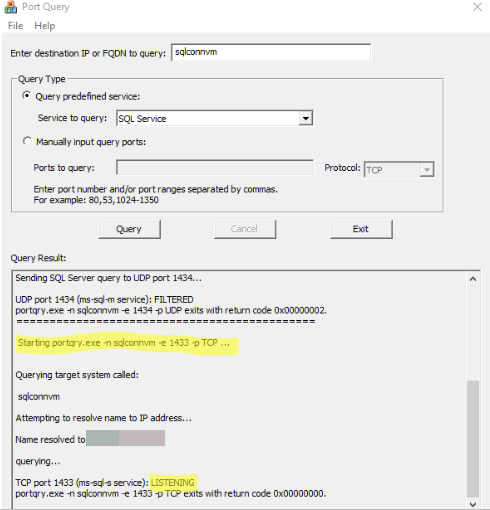 Port Query
File Help
Enter destination IP or FQDN to query: sqlconnvm
Query Type
Query predefined service:
Service to query: SQL Service
Manually input query ports:
Ports to query: Protocol: TCP
Enter port number and/or port ranges separated by commas.
For example: 80,53,1024-1350
Query Cancel Exit
Query Result:
Sending SQL Server query to UDP port 1434...
UDP port 1434 (ms-sql-m service): FILTERED
portqry.exe -n sqlconnvm -e 1434 -p UDP exits with return code 0x00000002.
=============================================
Starting portqry.exe -n sqlconnvm -e 1433 -p TCP ...
Querying target system called:
sqlconnvm
Attempting to resolve name to IP address...
Name resolved to
querying...
TCP port 1433 (ms-sql-s service): LISTENING
portqry.exe -n sqlconnvm -e 1433 -p TCP exits with return code 0x00000000.